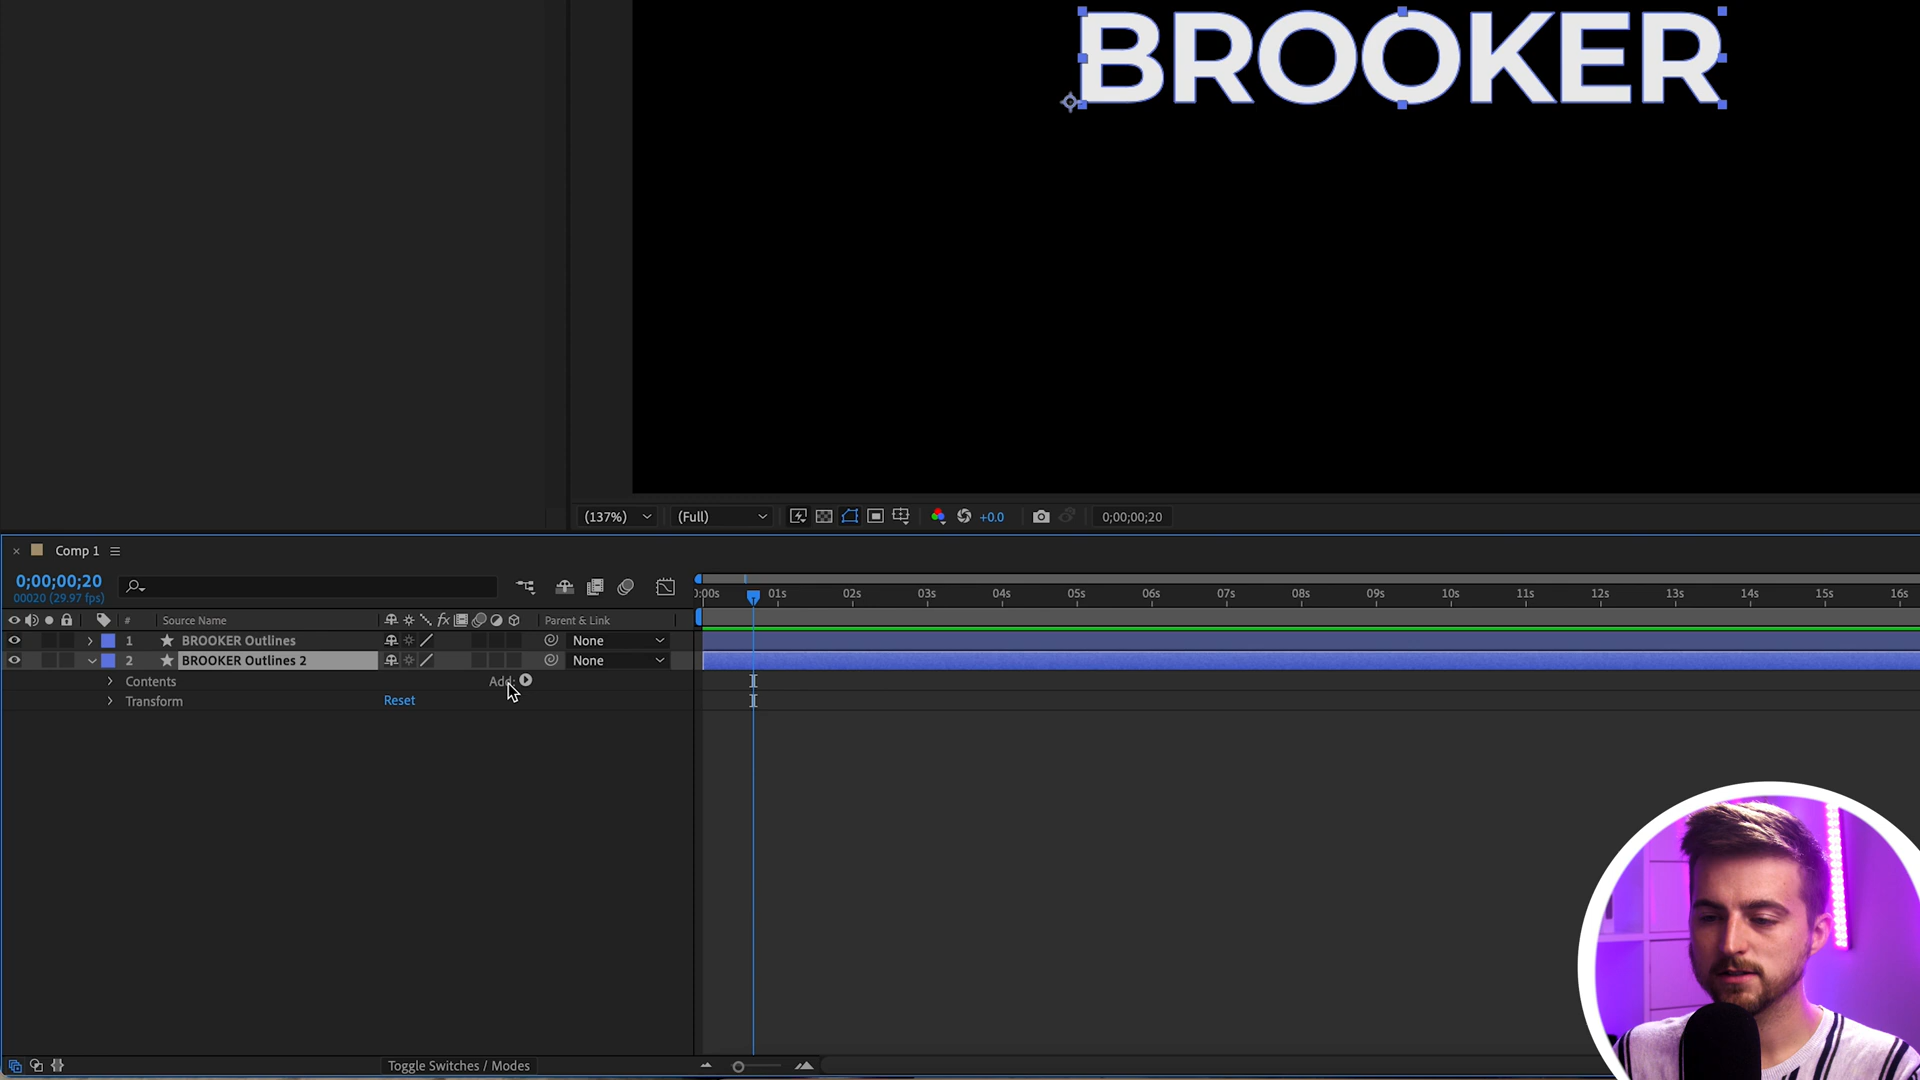 BROOKER
(137%) (Full) +0.0 0;00;00;20
Comp 1
0;00;00;20
00020 (29.97 fps)
:00s 01s 02s 03s 04s 05s 06s 07s 08s 09s 10s 11s 12s 13s 14s 15s 16s
# Source Name fx Parent & Link
1 BROOKER Outlines None
2 BROOKER Outlines 2 None
Contents Add:
Transform Reset
Toggle Switches / Modes